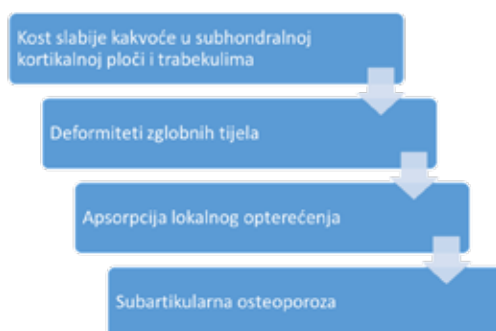 Kost slabije kakvoće u subhondralnoj
kortikalnoj ploči i trabekulima
Deformiteti zglobnih tijela
Apsorpcija lokalnog opterećenja
Subartikularna osteoporoza